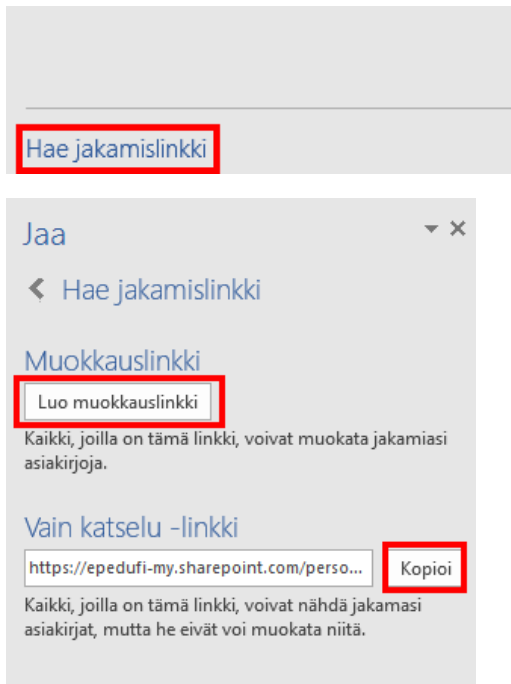 Hae jakamislinkki
Jaa
Hae jakamislinkki
Muokkauslinkki
Luo muokkauslinkki
Kaikki, joilla on tämä linkki, voivat muokata jakamiasi
asiakirjoja.
Vain katselu -linkki
https://epedufi-my.sharepoint.com/perso... Kopioi
Kaikki, joilla on tämä linkki, voivat nähdä jakamasi
asiakirjat, mutta he eivät voi muokata niitä.